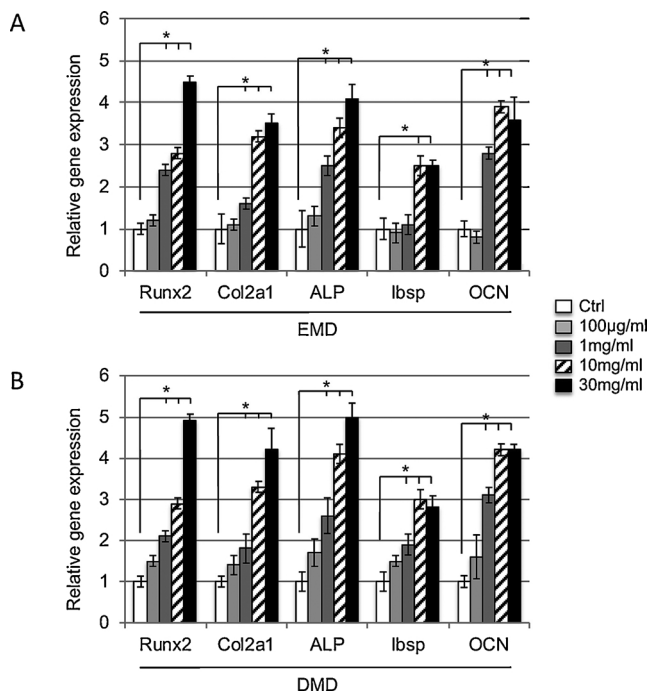 A
Relative gene expression
6
5
4
3
2
1
0
* * * * *
Runx2 Col2a1 ALP Ibsp OCN
EMD
Ctrl
100µg/ml
1mg/ml
10mg/ml
30mg/ml
B
Relative gene expression
6
5
4
3
2
1
0
* * * * *
Runx2 Col2a1 ALP Ibsp OCN
DMD